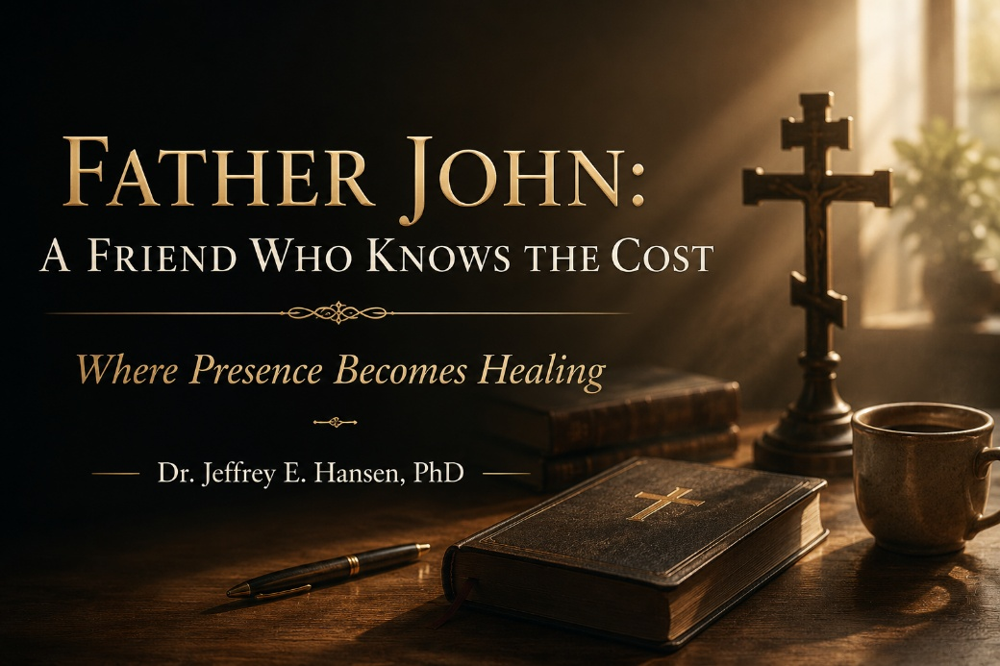 Father John:
A Friend Who Knows the Cost
Where Presence Becomes Healing
Dr. Jeffrey E. Hansen, PhD